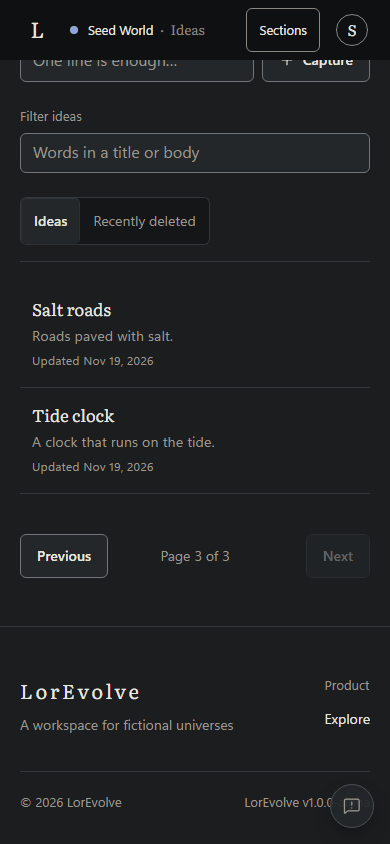 L
Seed World · Ideas
Sections
S
One line is enough...
+ Capture
Filter ideas
Words in a title or body
Ideas
Recently deleted
Salt roads
Roads paved with salt.
Updated Nov 19, 2026
Tide clock
A clock that runs on the tide.
Updated Nov 19, 2026
Previous
Page 3 of 3
Next
LorEvolve
Product
A workspace for fictional universes
Explore
© 2026 LorEvolve
LorEvolve v1.0.0